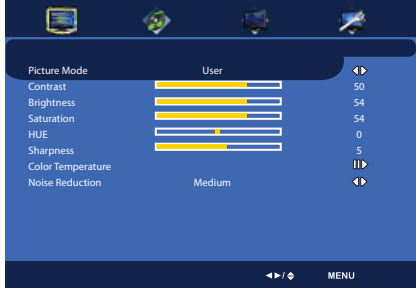 Picture Mode User
Contrast 50
Brightness 54
Saturation 54
HUE 0
Sharpness 5
Color Temperature
Noise Reduction Medium
◄►/◆ MENU